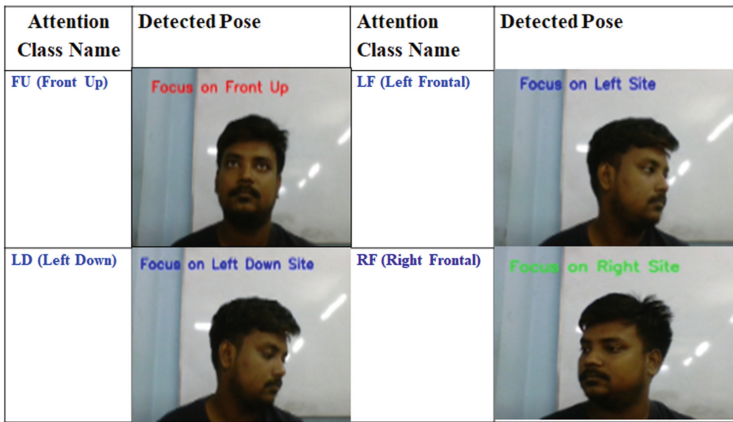 Attention
Class Name
Detected Pose
Attention
Class Name
Detected Pose
FU (Front Up)
Focus on Front Up
LF (Left Frontal)
Focus on Left Site
LD (Left Down)
Focus on Left Down Site
RF (Right Frontal)
Focus on Right Site